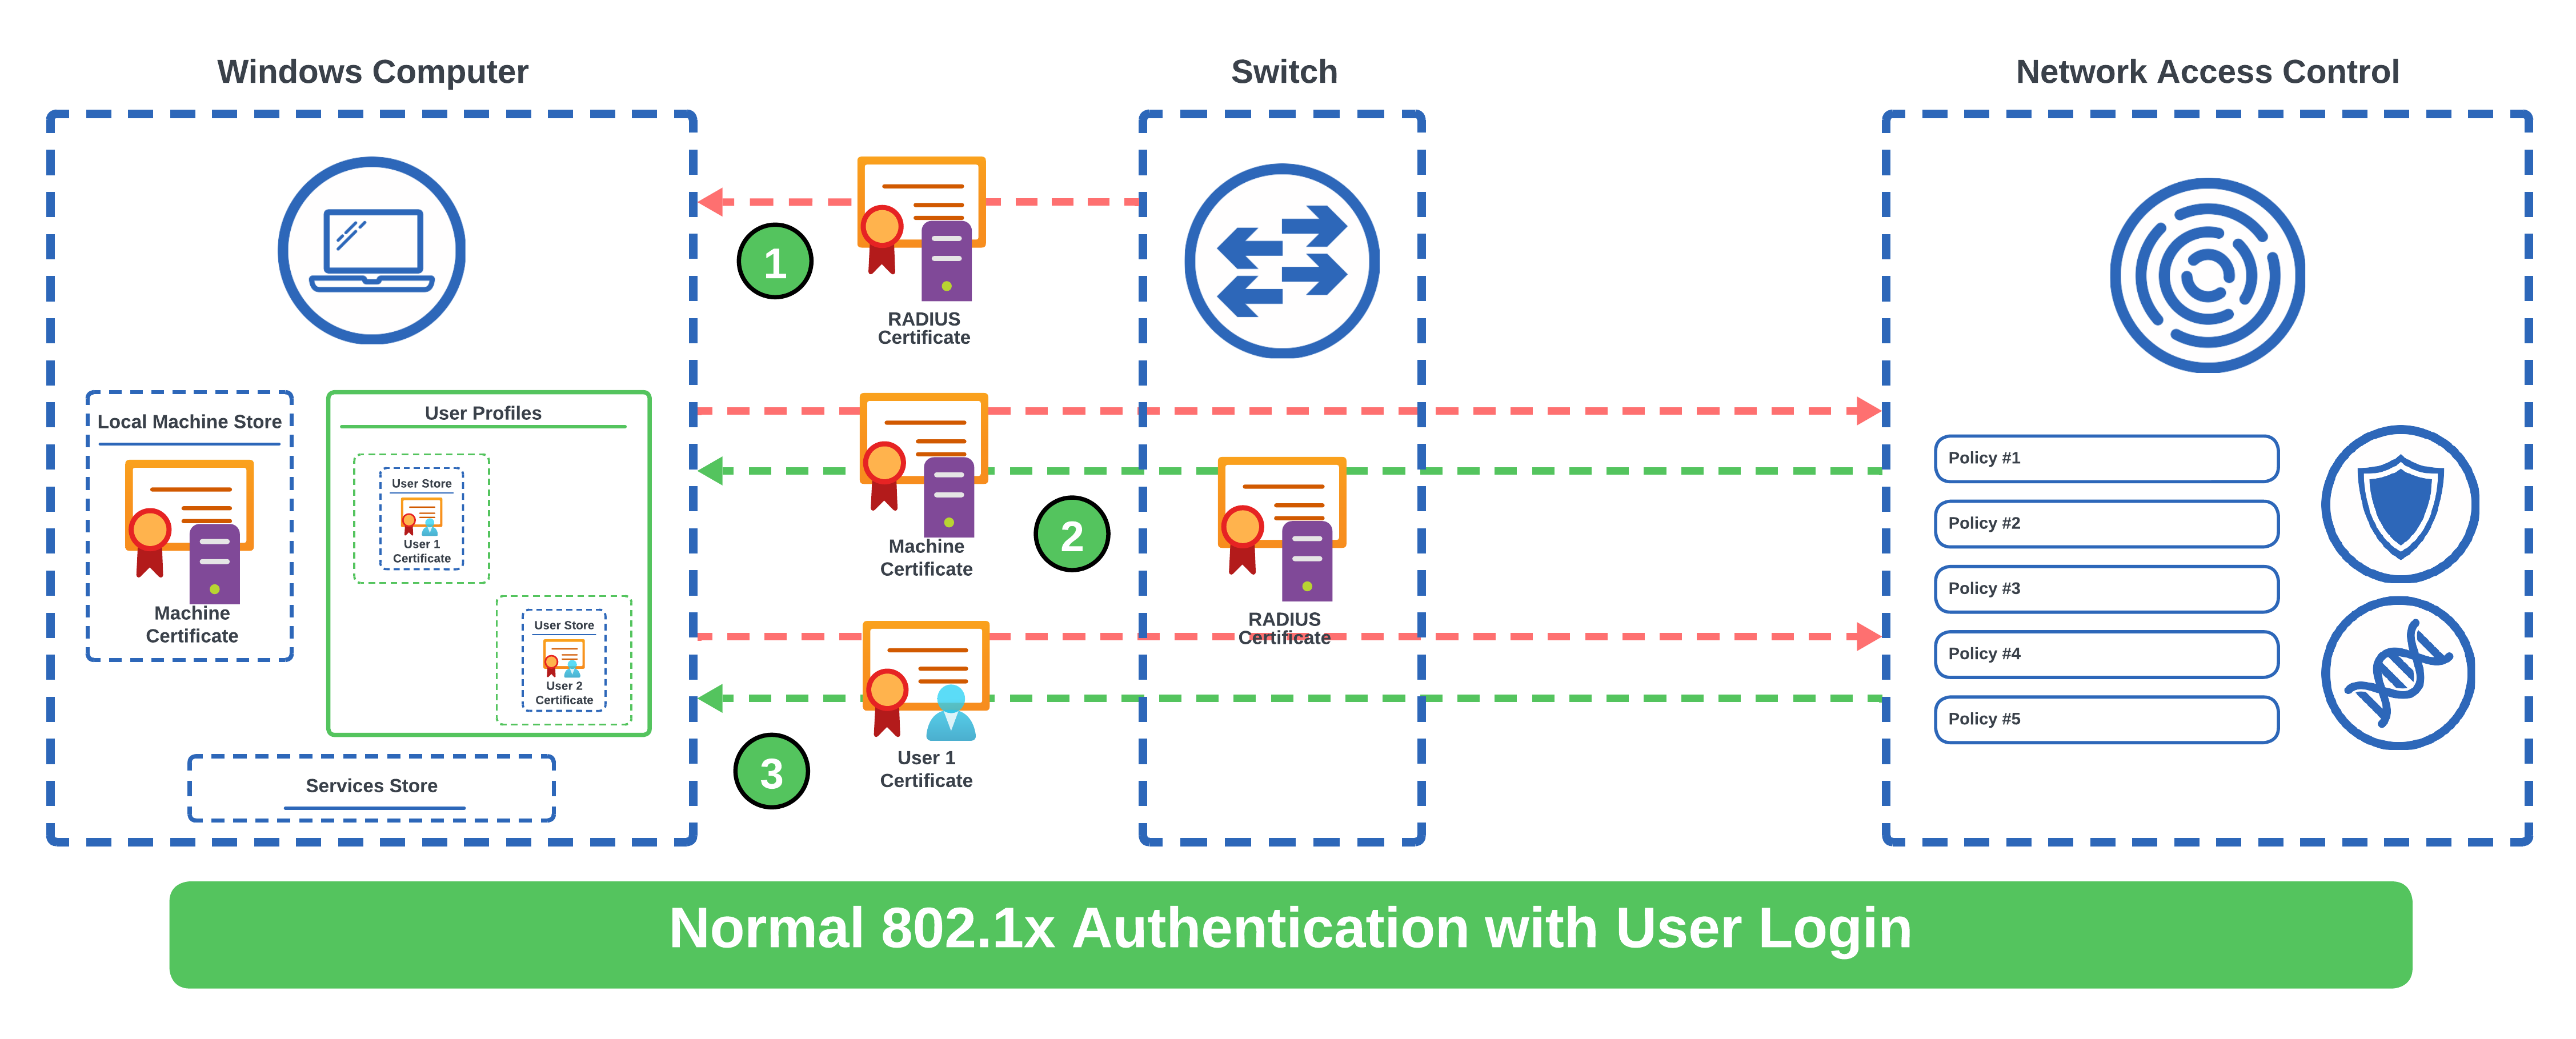 Windows Computer
Switch
Network Access Control
1
RADIUS
Certificate
Local Machine Store
Machine
Certificate
User Profiles
User Store
User 1
Certificate
User Store
User 2
Certificate
Services Store
Machine
Certificate
2
RADIUS
Certificate
User 1
Certificate
3
Policy #1
Policy #2
Policy #3
Policy #4
Policy #5
Normal 802.1x Authentication with User Login